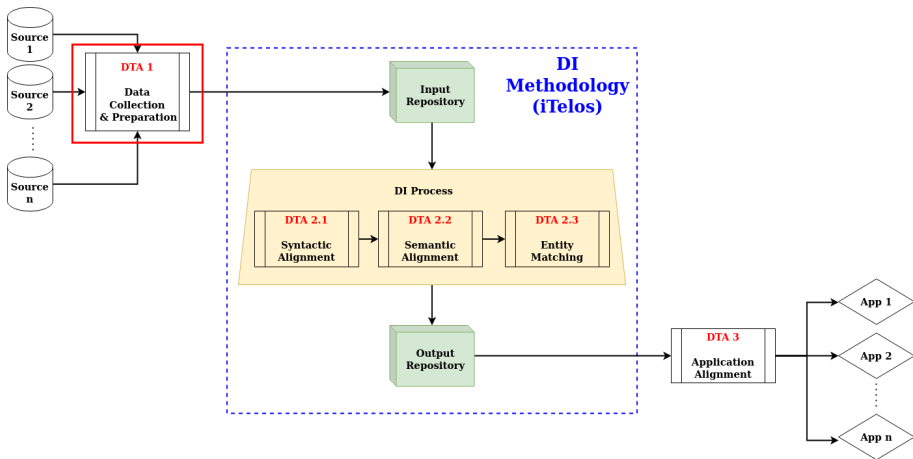 Source
1
Source
2
Source
n
DTA 1
Data
Collection
& Preparation
DI
Methodology
(iTelos)
Input
Repository
DI Process
DTA 2.1
Syntactic
Alignment
DTA 2.2
Semantic
Alignment
DTA 2.3
Entity
Matching
Output
Repository
DTA 3
Application
Alignment
App 1
App 2
App n